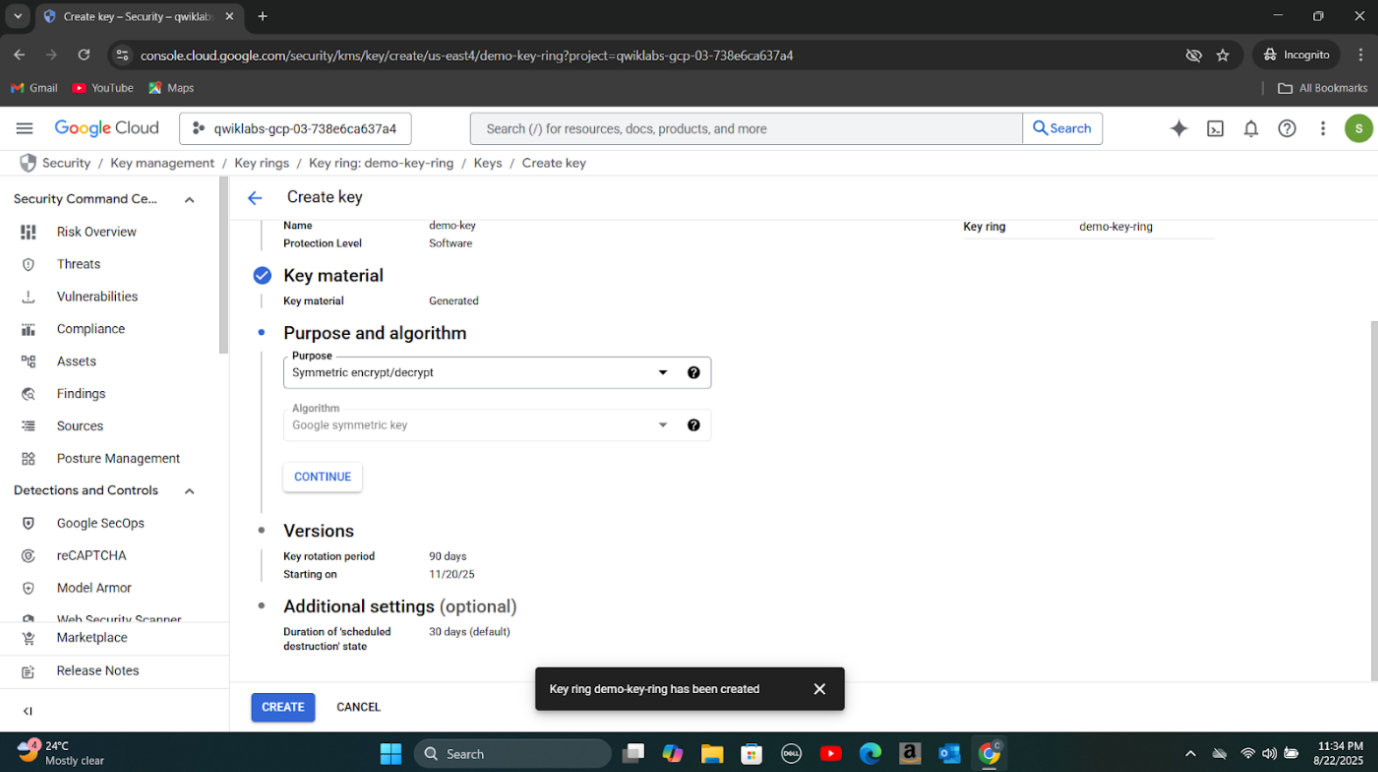 Create key – Security – qwiklabs
console.cloud.google.com/security/kms/key/create/us-east4/demo-key-ring?project=qwiklabs-gcp-03-738e6ca637a4
Incognito
Gmail
YouTube
Maps
All Bookmarks
Google Cloud
qwiklabs-gcp-03-738e6ca637a4
Search (/) for resources, docs, products, and more
Search
S
Security / Key management / Key rings / Key ring: demo-key-ring / Keys / Create key
Security Command Ce...
Risk Overview
Threats
Vulnerabilities
Compliance
Assets
Findings
Sources
Posture Management
Detections and Controls
Google SecOps
reCAPTCHA
Model Armor
Web Security Scanner
Marketplace
Release Notes
Create key
Name demo-key
Protection Level Software
Key ring demo-key-ring
Key material
Key material Generated
Purpose and algorithm
Purpose
Symmetric encrypt/decrypt
Algorithm
Google symmetric key
CONTINUE
Versions
Key rotation period 90 days
Starting on 11/20/25
Additional settings (optional)
Duration of 'scheduled 30 days (default)
destruction' state
Key ring demo-key-ring has been created
CREATE CANCEL
4
24°C
Mostly clear
Search
DELL
a
C
11:34 PM
8/22/2025